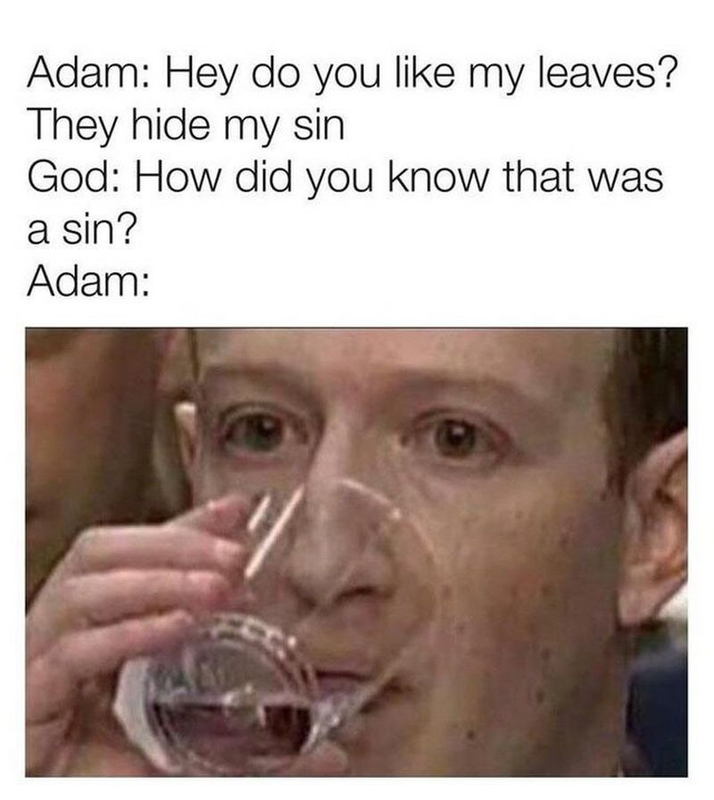 Adam: Hey do you like my leaves?
They hide my sin
God: How did you know that was
a sin?
Adam: